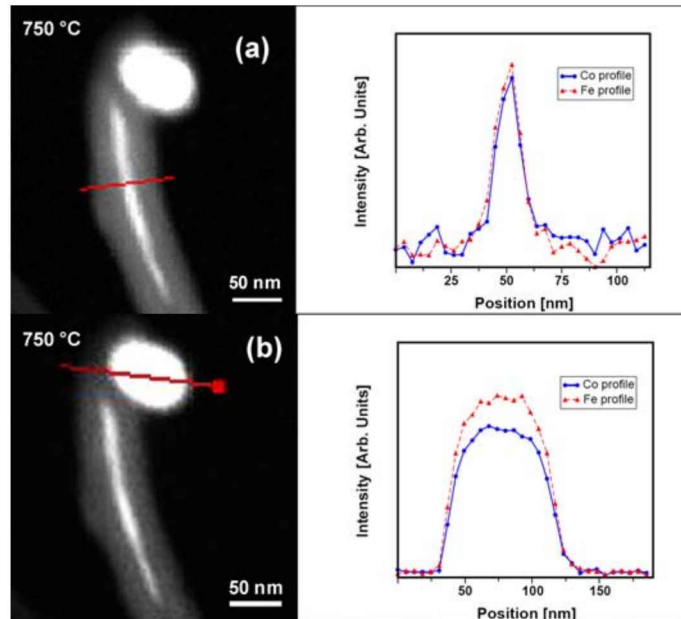 750 °C
(a)
50 nm
Intensity [Arb. Units]
Co profile
Fe profile
25
50
75
100
Position [nm]
750 °C
(b)
50 nm
Intensity [Arb. Units]
Co profile
Fe profile
50
100
150
Position [nm]